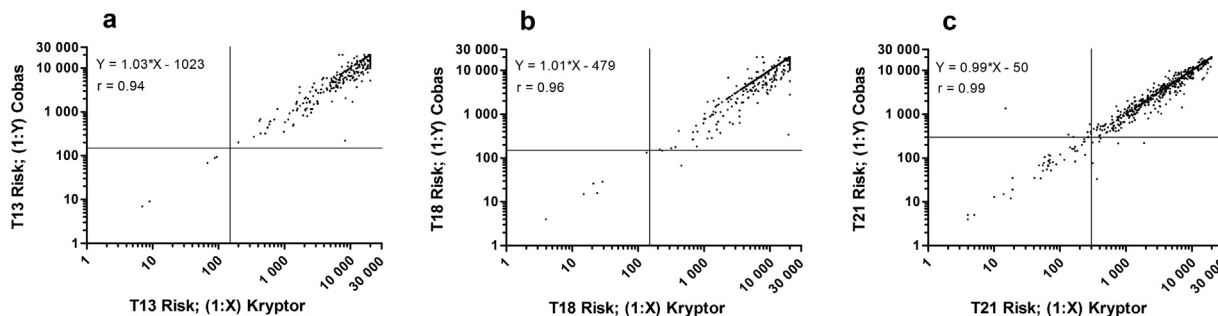 a
T13 Risk; (1:Y) Cobas
30 000
10 000
1 000
100
10
1
Y = 1.03*X - 1023
r = 0.94
1
10
100
1 000
10 000
30 000
T13 Risk; (1:X) Kryptor
b
T18 Risk; (1:Y) Cobas
30 000
10 000
1 000
100
10
1
Y = 1.01*X - 479
r = 0.96
1
10
100
1 000
10 000
30 000
T18 Risk; (1:X) Kryptor
c
T21 Risk; (1:Y) Cobas
30 000
10 000
1 000
100
10
1
Y = 0.99*X - 50
r = 0.99
1
10
100
1 000
10 000
30 000
T21 Risk; (1:X) Kryptor